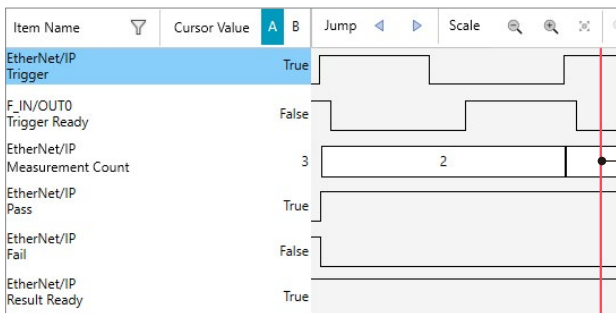 Item Name Cursor Value A B Jump Scale
EtherNet/IP
Trigger True
F_IN/OUT0
Trigger Ready False
EtherNet/IP
Measurement Count 3 2
EtherNet/IP
Pass True
EtherNet/IP
Fail False
EtherNet/IP
Result Ready True